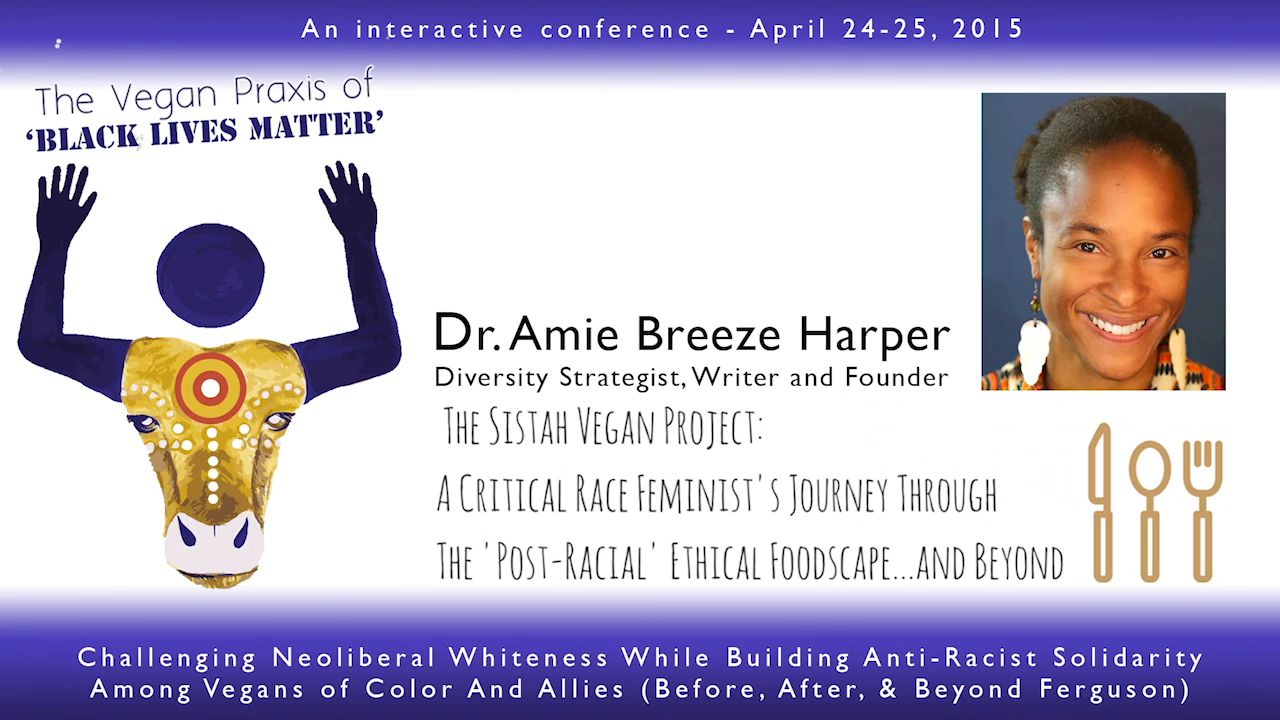 An interactive conference - April 24-25, 2015
The Vegan Praxis of
‘BLACK LIVES MATTER’
Dr. Amie Breeze Harper
Diversity Strategist, Writer and Founder
THE SISTAH VEGAN PROJECT:
A CRITICAL RACE FEMINIST'S JOURNEY THROUGH
THE 'POST-RACIAL' ETHICAL FOODSCAPE...AND BEYOND
Challenging Neoliberal Whiteness While Building Anti-Racist Solidarity
Among Vegans of Color And Allies (Before, After, & Beyond Ferguson)